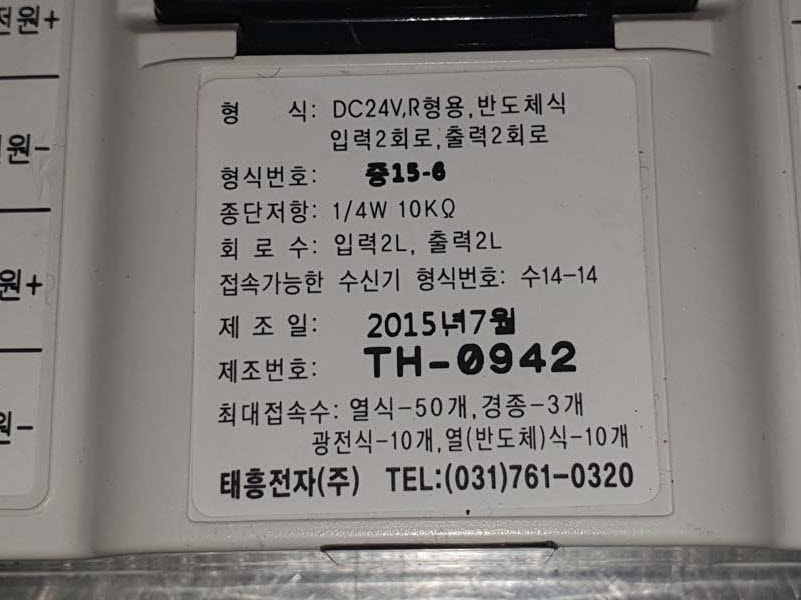 전원+
원-
원+
원-
형 식: DC24V,R형용,반도체식
입력2회로,출력2회로
형식번호: 중15-6
종단저항: 1/4W 10KΩ
회 로 수: 입력2L, 출력2L
접속가능한 수신기 형식번호: 수14-14
제 조 일: 2015년7월
제조번호: TH-0942
최대접속수: 열식-50개,경종-3개
광전식-10개,열(반도체)식-10개
태흥전자(주) TEL:(031)761-0320